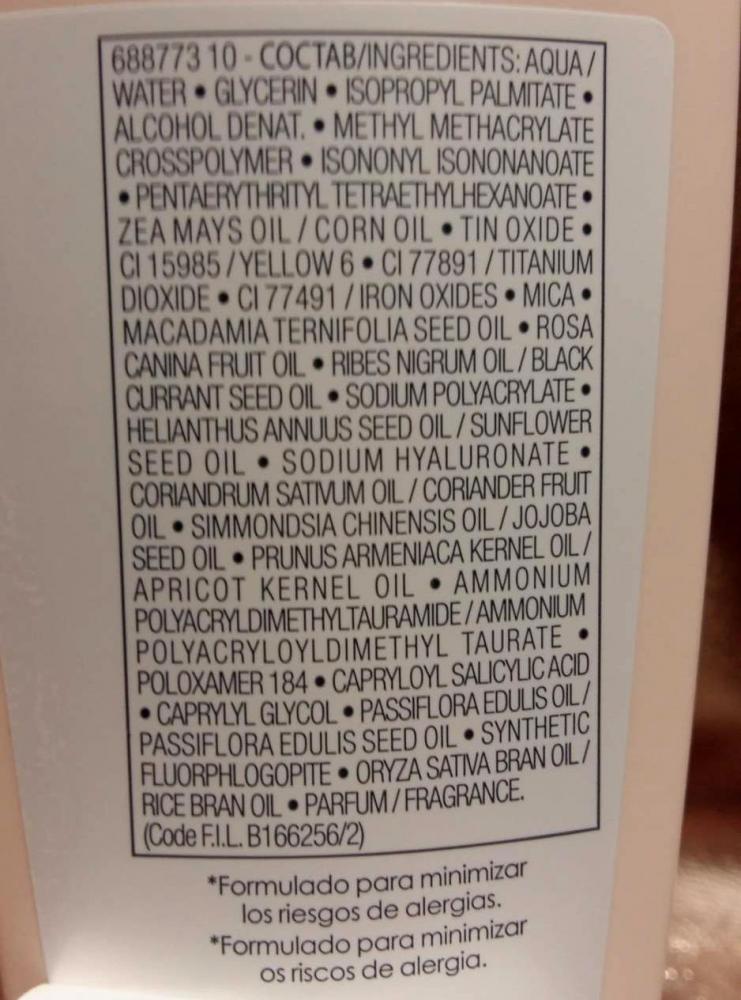 688773 10 - COCTAB/INGREDIENTS: AQUA /
WATER • GLYCERIN • ISOPROPYL PALMITATE •
ALCOHOL DENAT. • METHYL METHACRYLATE
CROSSPOLYMER • ISONONYL ISONONANOATE
• PENTAERYTHRITYL TETRAETHYLHEXANOATE •
ZEA MAYS OIL / CORN OIL • TIN OXIDE •
CI 15985 / YELLOW 6 • CI 77891 / TITANIUM
DIOXIDE • CI 77491 / IRON OXIDES • MICA •
MACADAMIA TERNIFOLIA SEED OIL • ROSA
CANINA FRUIT OIL • RIBES NIGRUM OIL / BLACK
CURRANT SEED OIL • SODIUM POLYACRYLATE •
HELIANTHUS ANNUUS SEED OIL / SUNFLOWER
SEED OIL • SODIUM HYALURONATE •
CORIANDRUM SATIVUM OIL / CORIANDER FRUIT
OIL • SIMMONDSIA CHINENSIS OIL / JOJOBA
SEED OIL • PRUNUS ARMENIACA KERNEL OIL /
APRICOT KERNEL OIL • AMMONIUM
POLYACRYLDIMETHYLTAURAMIDE / AMMONIUM
POLYACRYLOYLDIMETHYL TAURATE •
POLOXAMER 184 • CAPRYLOYL SALICYLIC ACID
• CAPRYLYL GLYCOL • PASSIFLORA EDULIS OIL /
PASSIFLORA EDULIS SEED OIL • SYNTHETIC
FLUORPHLOGOPITE • ORYZA SATIVA BRAN OIL /
RICE BRAN OIL • PARFUM / FRAGRANCE.
(Code F.I.L. B166256/2)
*Formulado para minimizar
los riesgos de alergias.
*Formulado para minimizar
os riscos de alergia.